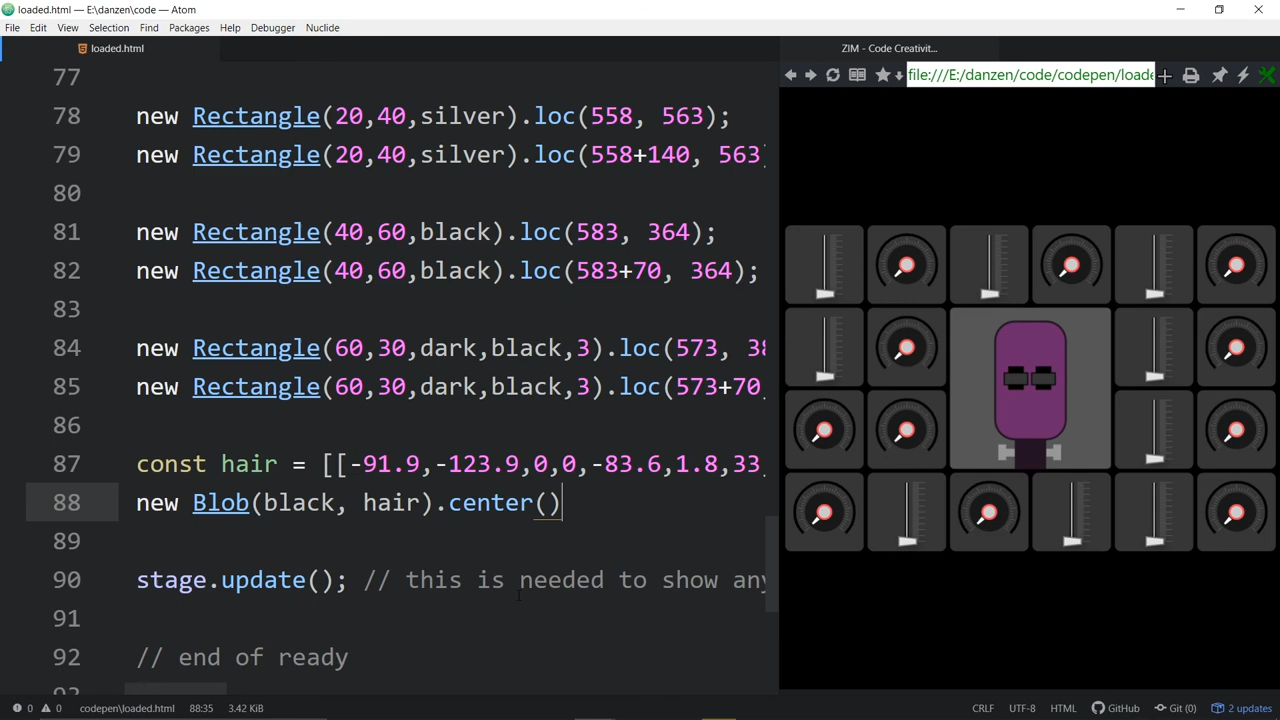 loaded.html — E:\danzen\code — Atom
File Edit View Selection Find Packages Help Debugger Nuclide
loaded.html
ZIM - Code Creativit...
file:///E:/danzen/code/codepen/loade
77
78 new Rectangle(20,40,silver).loc(558, 563);
79 new Rectangle(20,40,silver).loc(558+140, 563)
80
81 new Rectangle(40,60,black).loc(583, 364);
82 new Rectangle(40,60,black).loc(583+70, 364);
83
84 new Rectangle(60,30,dark,black,3).loc(573, 38
85 new Rectangle(60,30,dark,black,3).loc(573+70,
86
87 const hair = [[-91.9,-123.9,0,0,-83.6,1.8,33,
88 new Blob(black, hair).center()
89
90 stage.update(); // this is needed to show any
91
92 // end of ready
0 0 codepen\loaded.html 88:35 3.42 KiB CRLF UTF-8 HTML GitHub Git (0) 2 updates